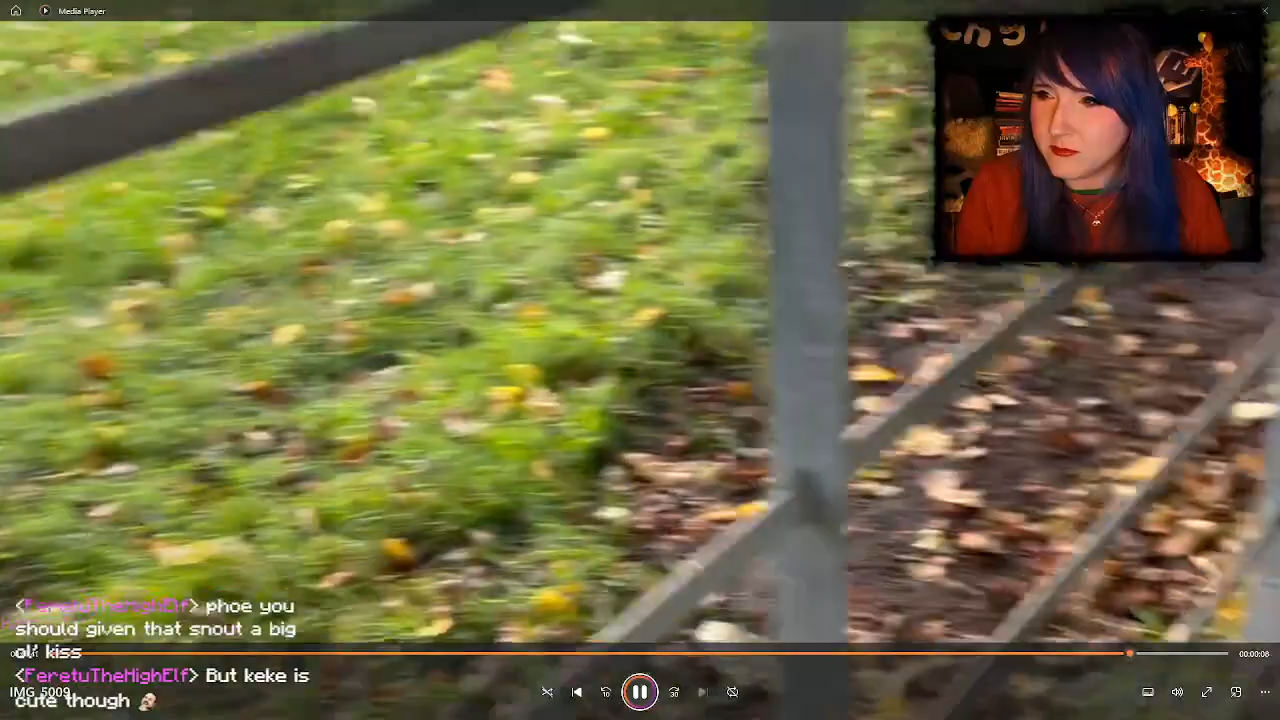 Media Player
<FeretuTheHighElf> phoe you
should given that snout a big
ol' kiss
00:00:08
<FeretuTheHighElf> But keke is
IMG_5009
cute though